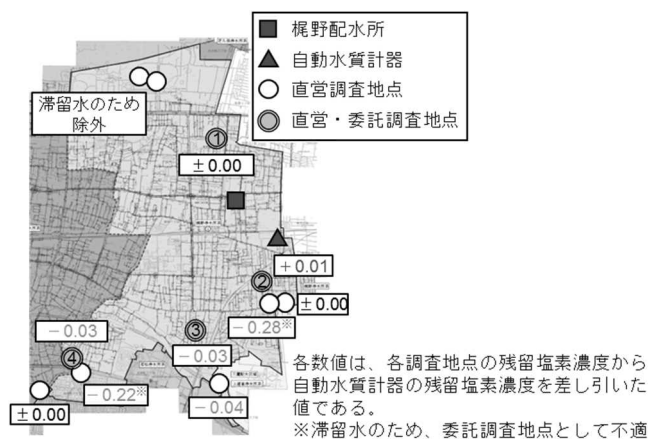 梶野配水所
自動水質計器
直営調査地点
直営・委託調査地点
滞留水のため
除外
①
±0.00
+0.01
②
±0.00
-0.28※
③
-0.03
-0.03
④
-0.22※
-0.04
±0.00
各数値は、各調査地点の残留塩素濃度から
自動水質計器の残留塩素濃度を差し引いた
値である。
※滞留水のため、委託調査地点として不適